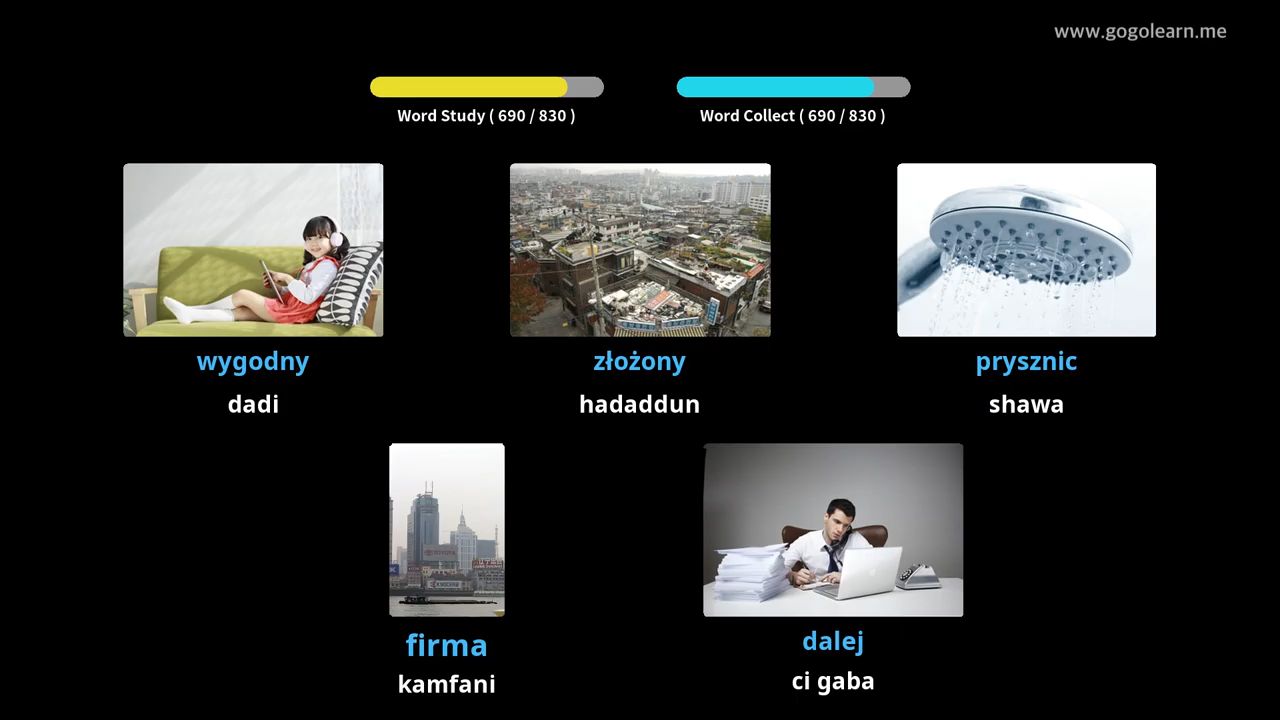 www.gogolearn.me
Word Study ( 690 / 830 )
Word Collect ( 690 / 830 )
wygodny
złożony
prysznic
dadi
hadaddun
shawa
firma
dalej
kamfani
ci gaba